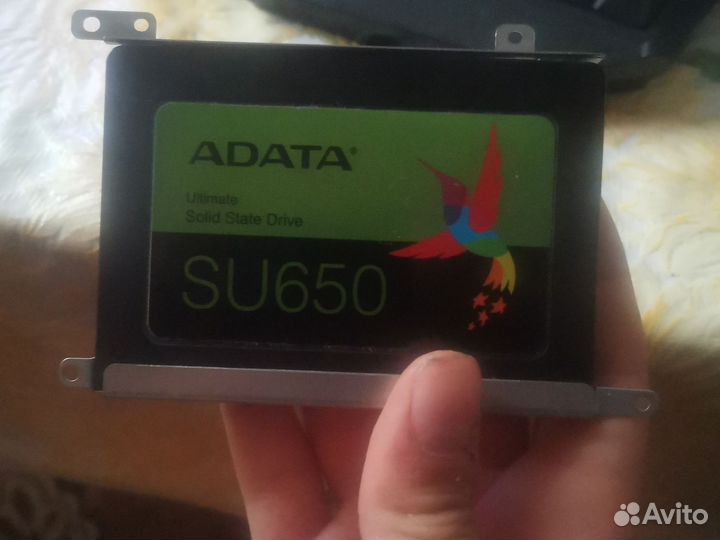 ADATA®
Ultimate
Solid State Drive
SU650
Avito